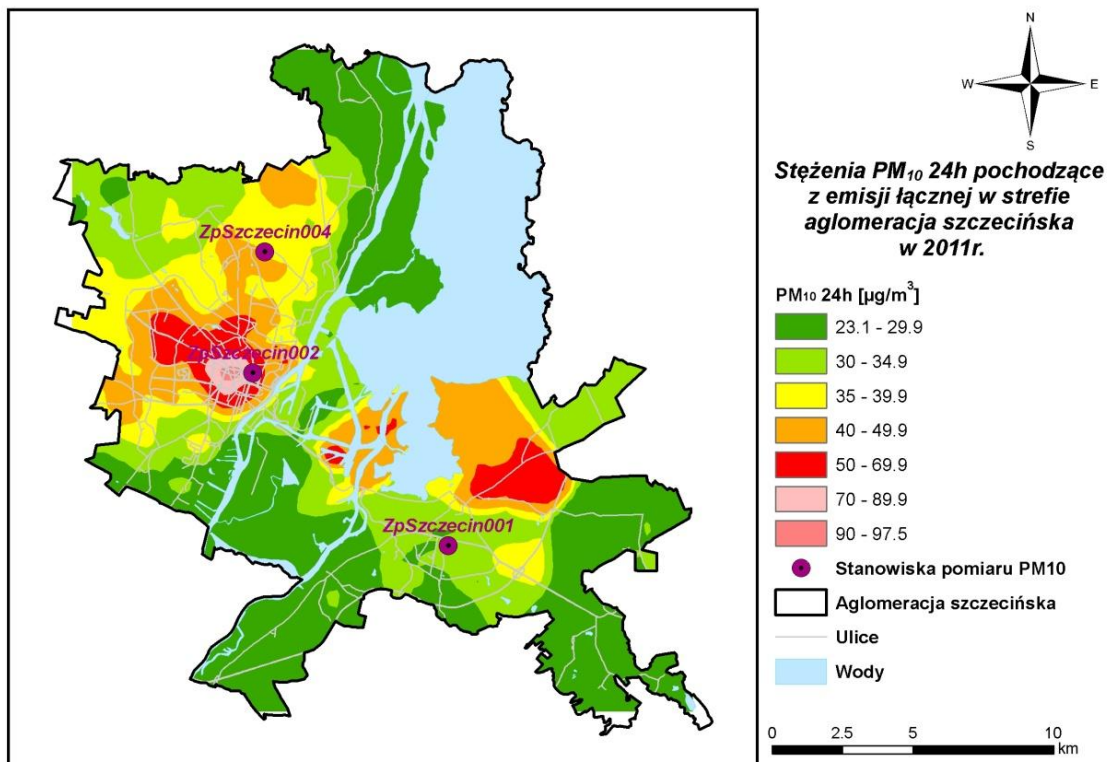 N
W E
S
Stężenia PM₁₀ 24h pochodzące
z emisji łącznej w strefie
aglomeracja szczecińska
w 2011r.
PM₁₀ 24h [µg/m³]
23.1 - 29.9
30 - 34.9
35 - 39.9
40 - 49.9
50 - 69.9
70 - 89.9
90 - 97.5
Stanowiska pomiaru PM10
Aglomeracja szczecińska
Ulice
Wody
0 2.5 5 10
km
ZpSzczecin004
ZpSzczecin002
ZpSzczecin001